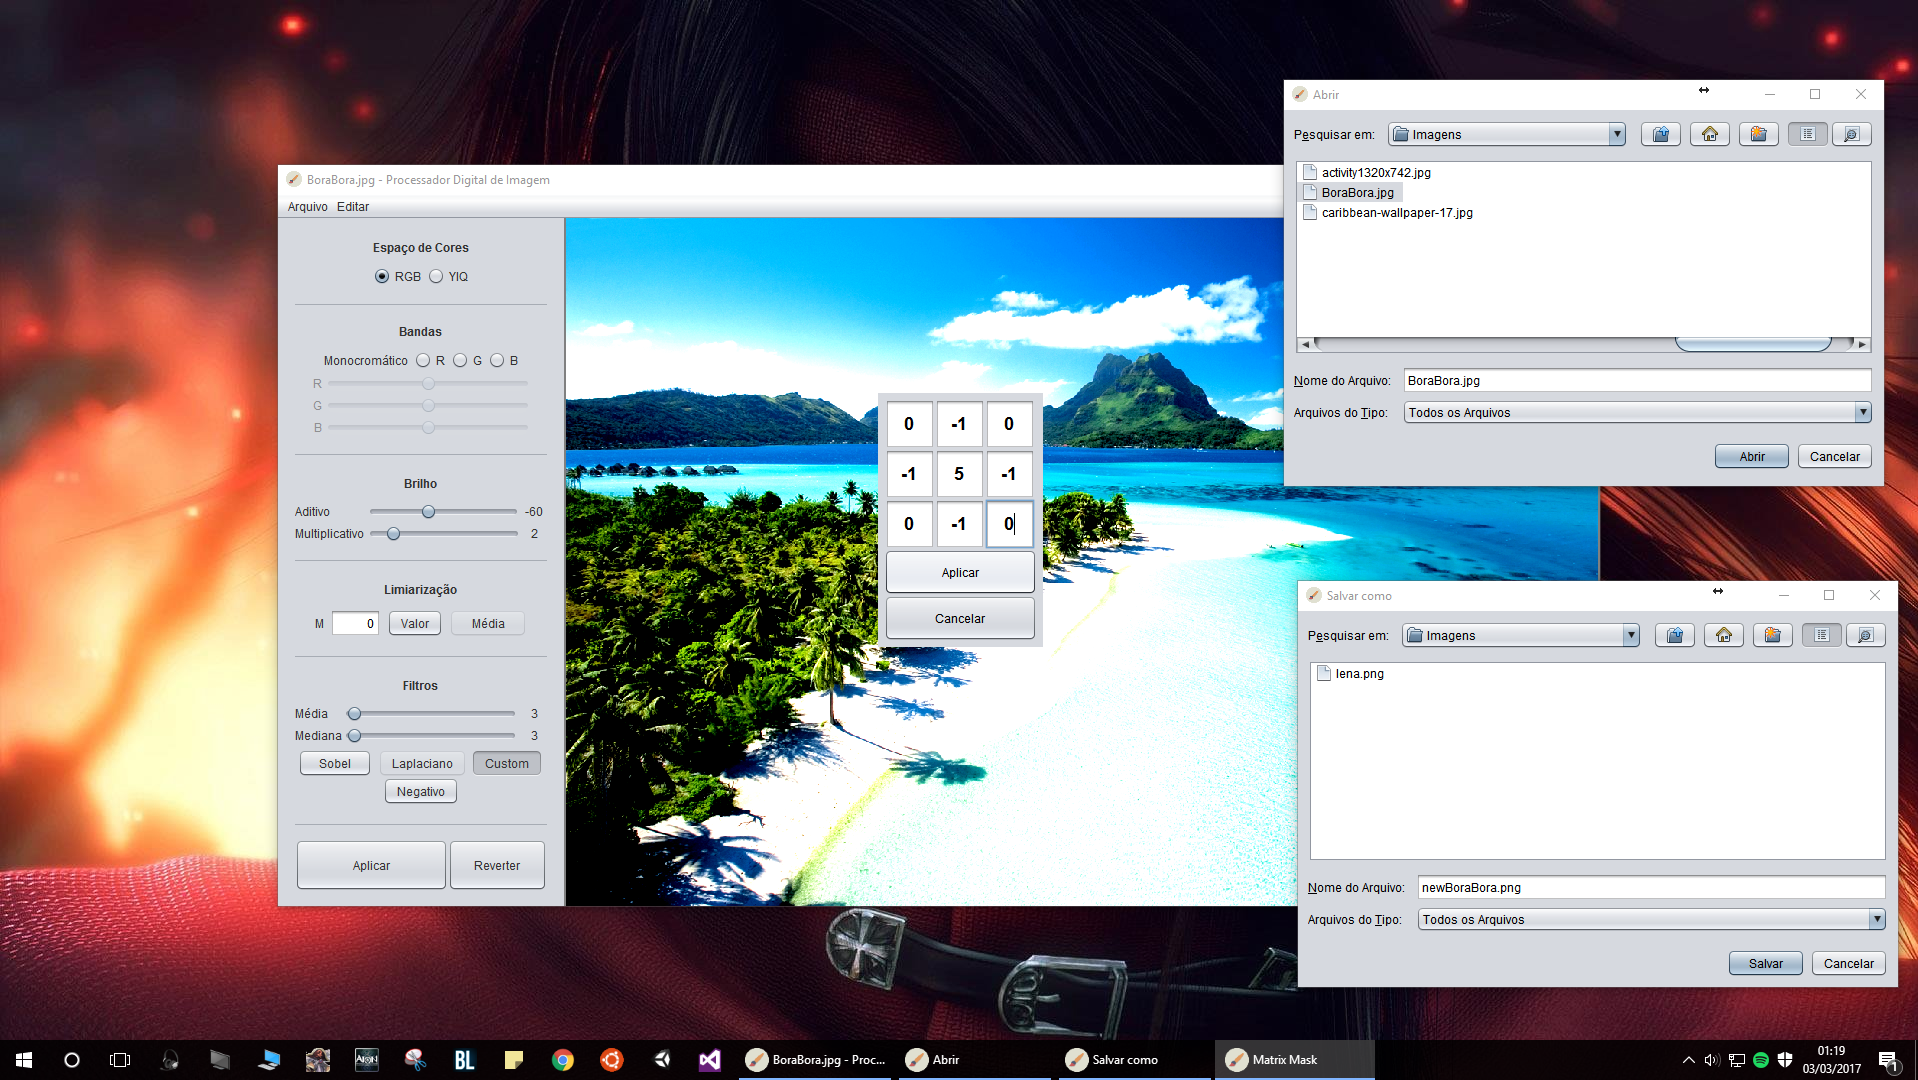 BoraBora.jpg - Processador Digital de Imagem
Arquivo Editar
Espaço de Cores
RGB YIQ
Bandas
Monocromático R G B
R
G
B
Brilho
Aditivo -60
Multiplicativo 2
Limiarização
M 0 Valor Média
Filtros
Média 3
Mediana 3
Sobel Laplaciano Custom
Negativo
Aplicar Reverter
0 -1 0
-1 5 -1
0 -1 0
Aplicar
Cancelar
Abrir
Pesquisar em: Imagens
activity1320x742.jpg
BoraBora.jpg
caribbean-wallpaper-17.jpg
Nome do Arquivo: BoraBora.jpg
Arquivos do Tipo: Todos os Arquivos
Abrir Cancelar
Salvar como
Pesquisar em: Imagens
lena.png
Nome do Arquivo: newBoraBora.png
Arquivos do Tipo: Todos os Arquivos
Salvar Cancelar
AION BL BoraBora.jpg - Proc... Abrir Salvar como Matrix Mask
01:19
03/03/2017
1